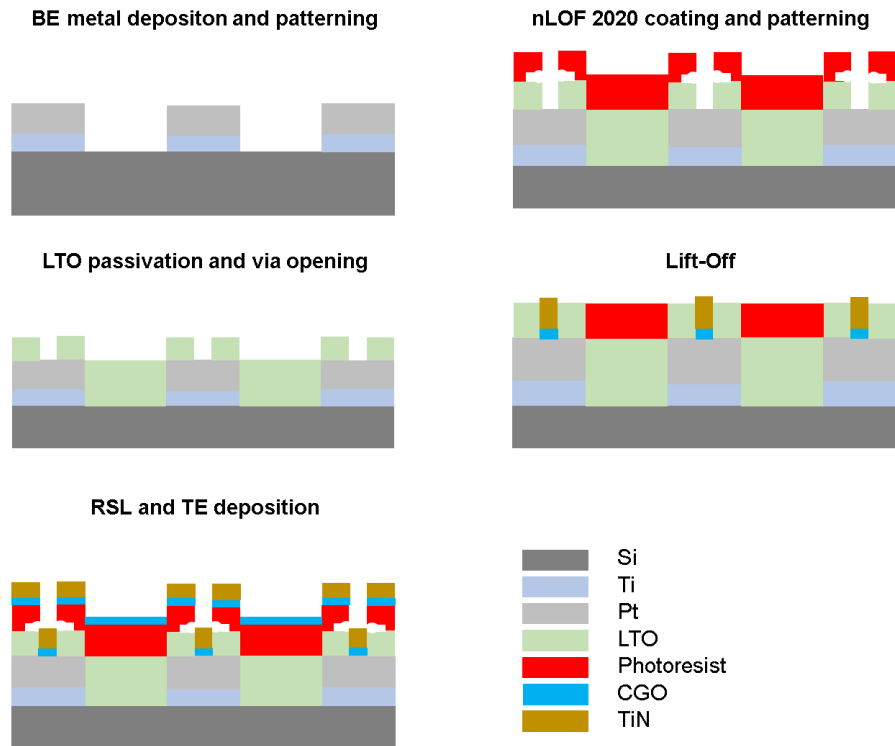 BE metal depositon and patterning
nLOF 2020 coating and patterning
LTO passivation and via opening
Lift-Off
RSL and TE deposition
Si
Ti
Pt
LTO
Photoresist
CGO
TiN